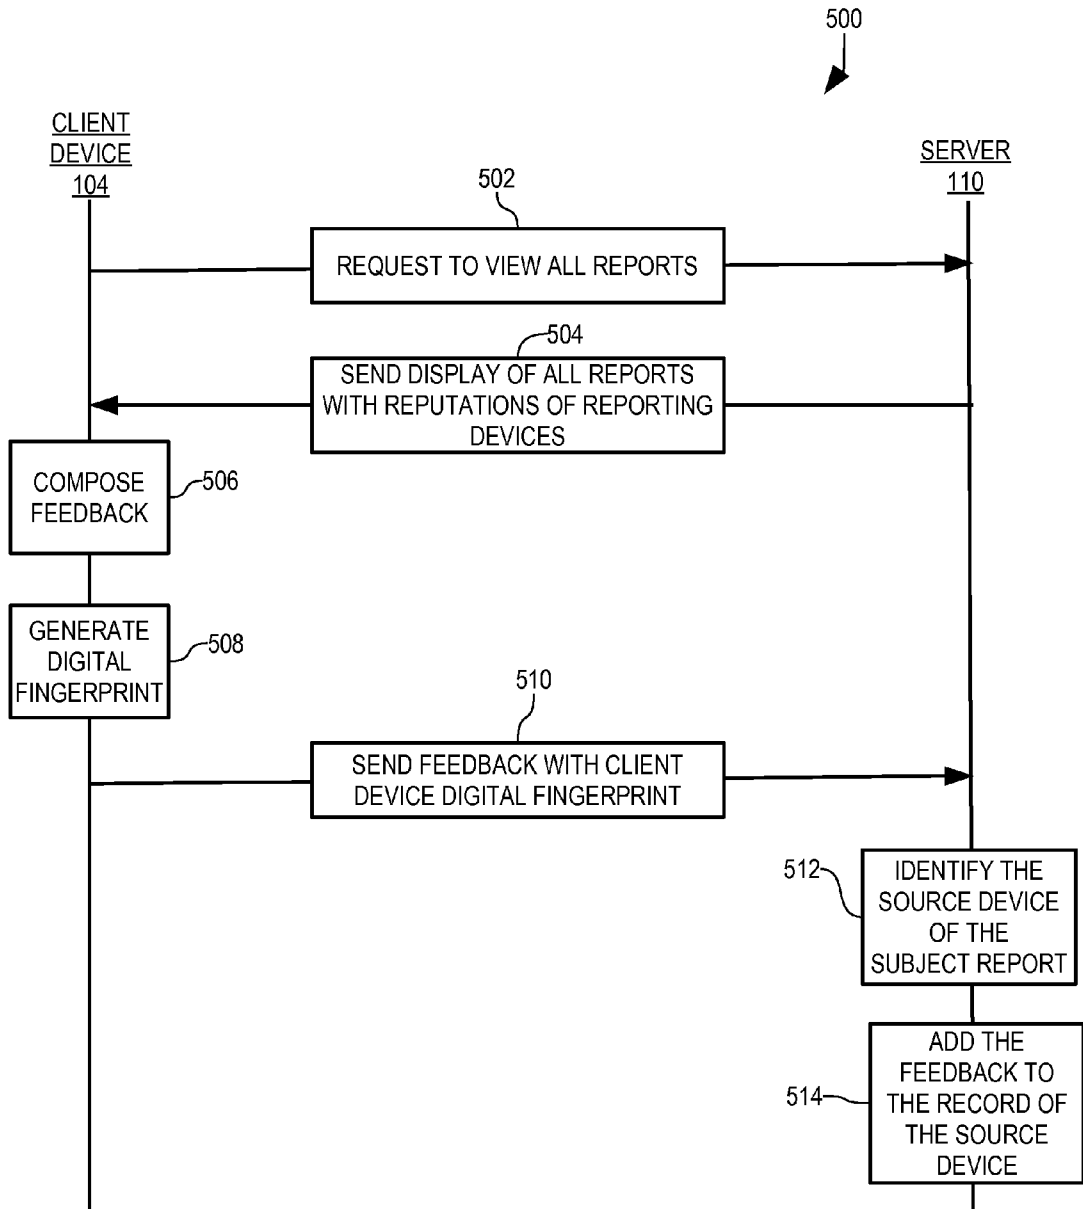 500
CLIENT
DEVICE
104
SERVER
110
502
REQUEST TO VIEW ALL REPORTS
504
SEND DISPLAY OF ALL REPORTS
WITH REPUTATIONS OF REPORTING
DEVICES
COMPOSE
FEEDBACK
506
GENERATE
DIGITAL
FINGERPRINT
508
510
SEND FEEDBACK WITH CLIENT
DEVICE DIGITAL FINGERPRINT
512
IDENTIFY THE
SOURCE DEVICE
OF THE
SUBJECT REPORT
514
ADD THE
FEEDBACK TO
THE RECORD OF
THE SOURCE
DEVICE